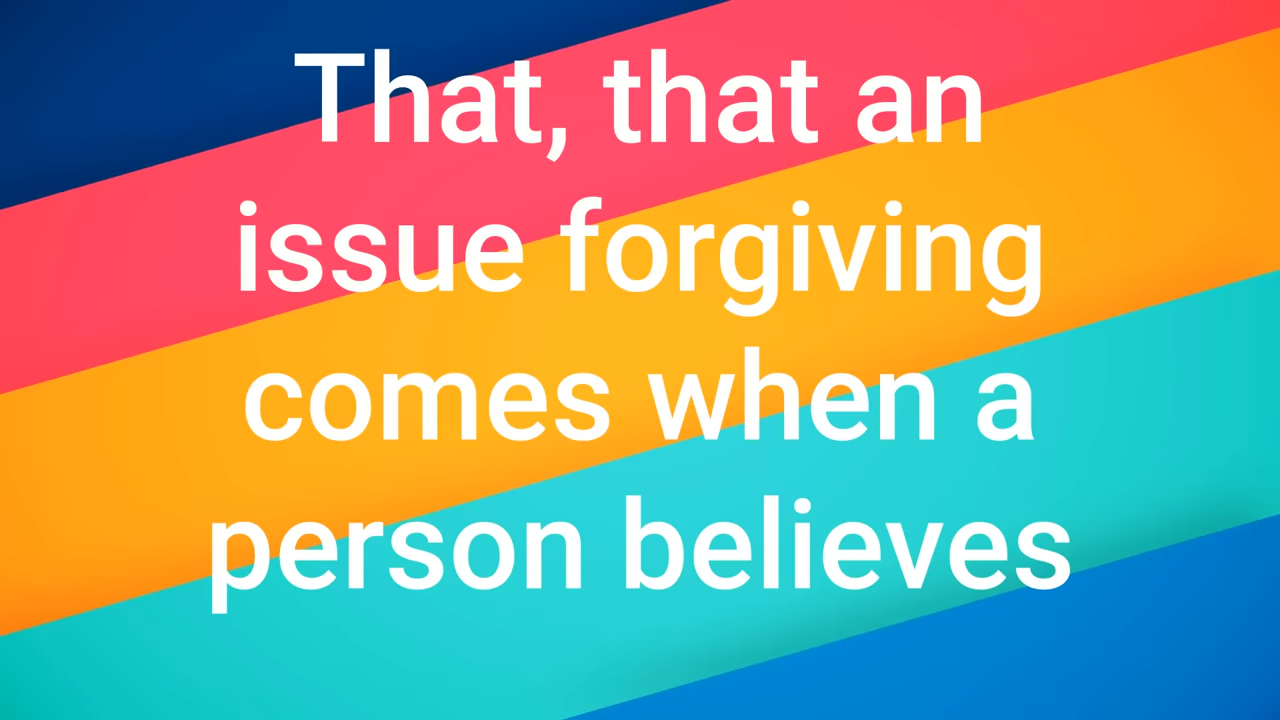 That, that an
issue forgiving
comes when a
person believes